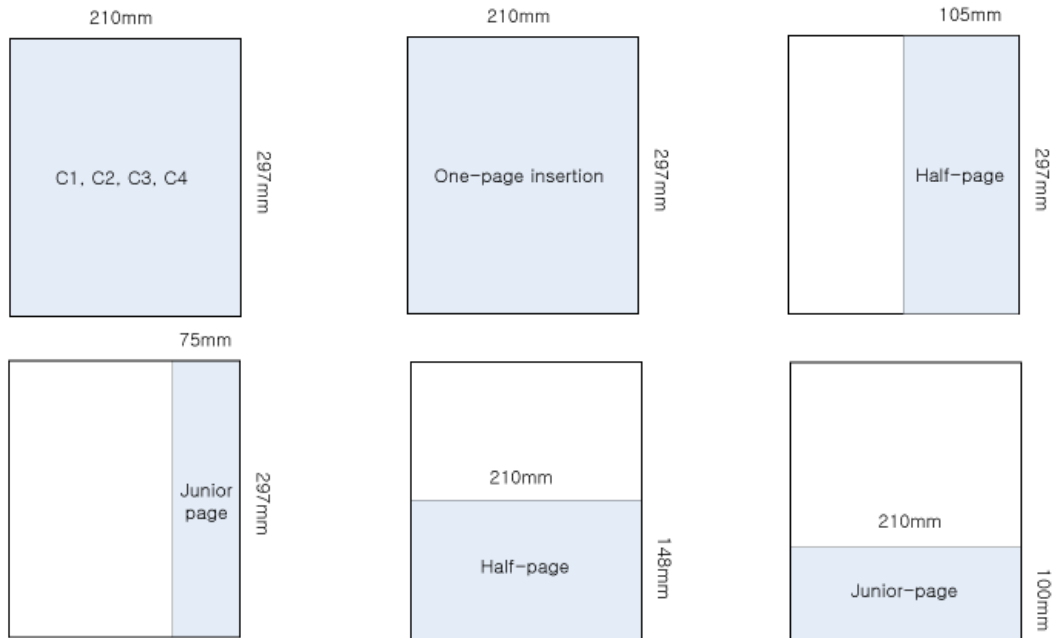 210mm
C1, C2, C3, C4
297mm
210mm
One-page insertion
297mm
105mm
Half-page
297mm
75mm
Junior
page
297mm
210mm
Half-page
148mm
210mm
Junior-page
100mm